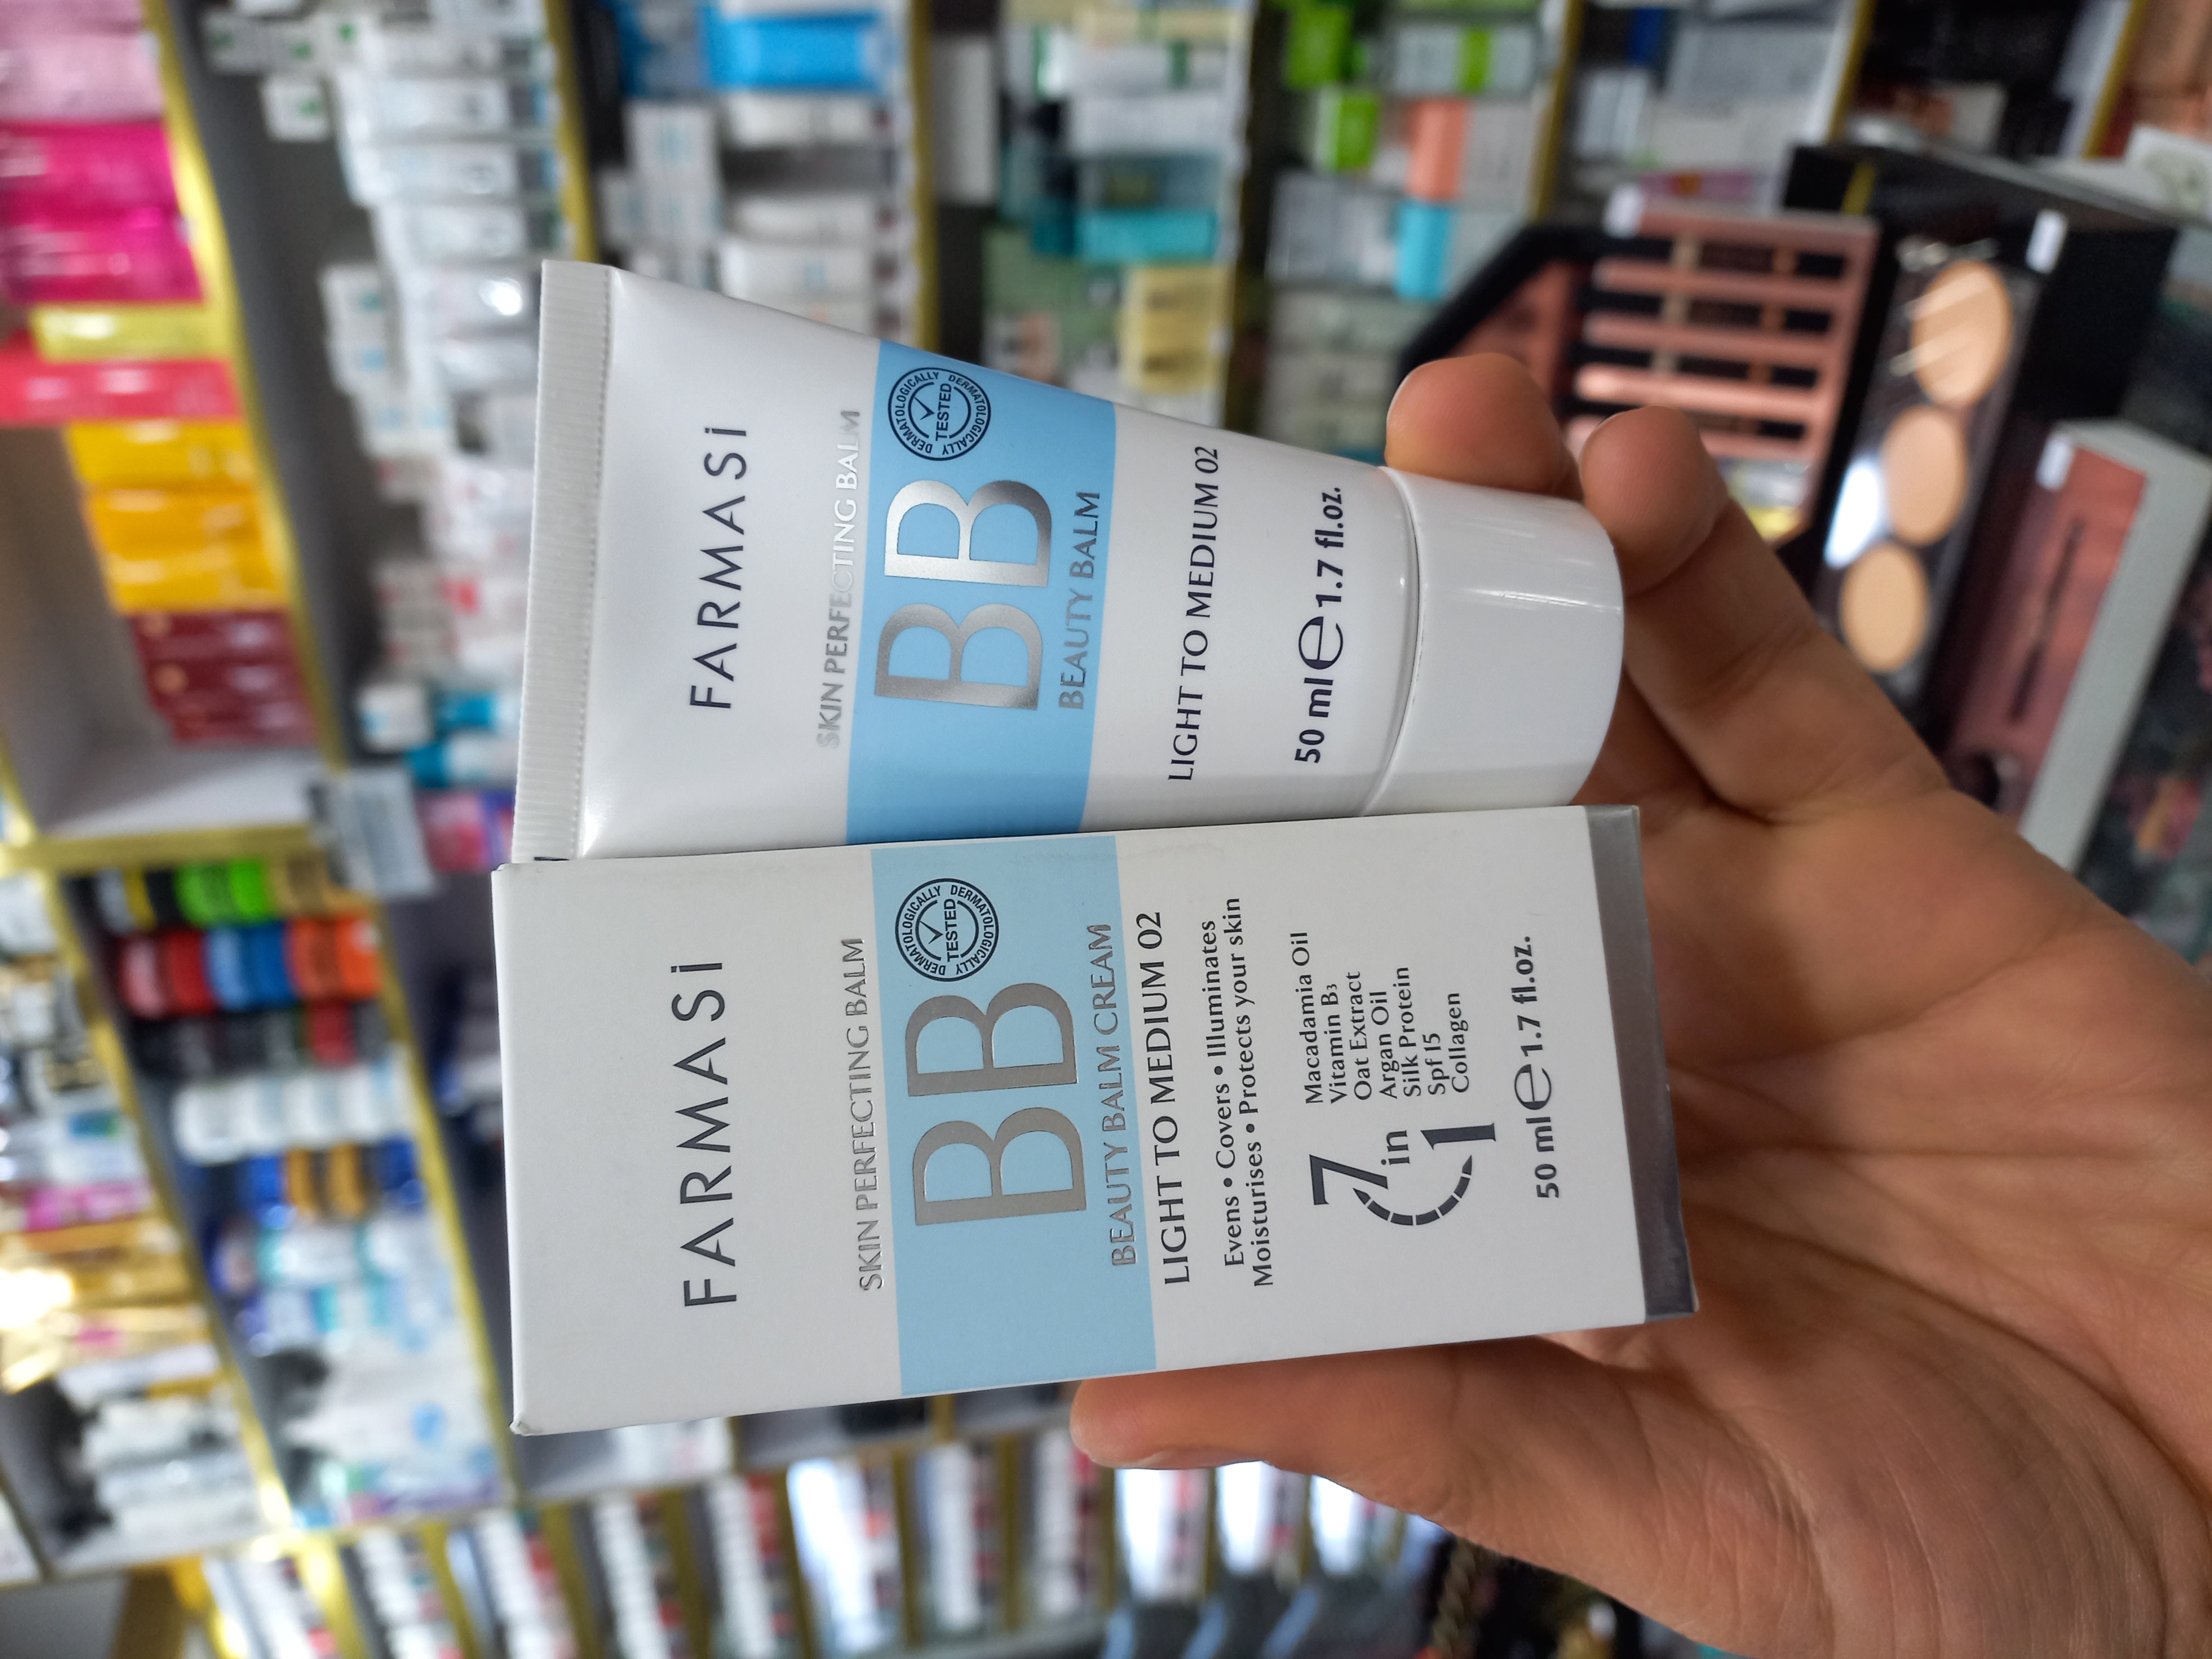 FARMASi
SKIN PERFECTING BALM
BB
DERMATOLOGICALLY
TESTED
DERMATOLOGICALLY
BEAUTY BALM
LIGHT TO MEDIUM 02
50 ml ℮ 1.7 fl.oz.
FARMASi
SKIN PERFECTING BALM
BB
DERMATOLOGICALLY
TESTED
DERMATOLOGICALLY
BEAUTY BALM CREAM
LIGHT TO MEDIUM 02
Evens • Covers • Illuminates
Moisturises • Protects your skin
7 in 1
Macadamia Oil
Vitamin B3
Oat Extract
Argan Oil
Silk Protein
Spf 15
Collagen
50 ml ℮ 1.7 fl.oz.